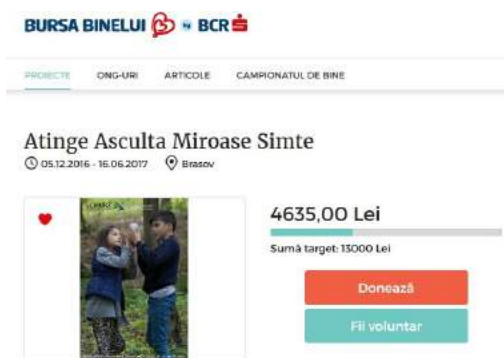 BURSA BINELUI by BCR
PROIECTE ONG-URI ARTICOLE CAMPIONATUL DE BINE
Atinge Asculta Miroase Simte
05.12.2016 - 16.06.2017 Brasov
4635,00 Lei
Sumă target: 13000 Lei
Donează
Fii voluntar